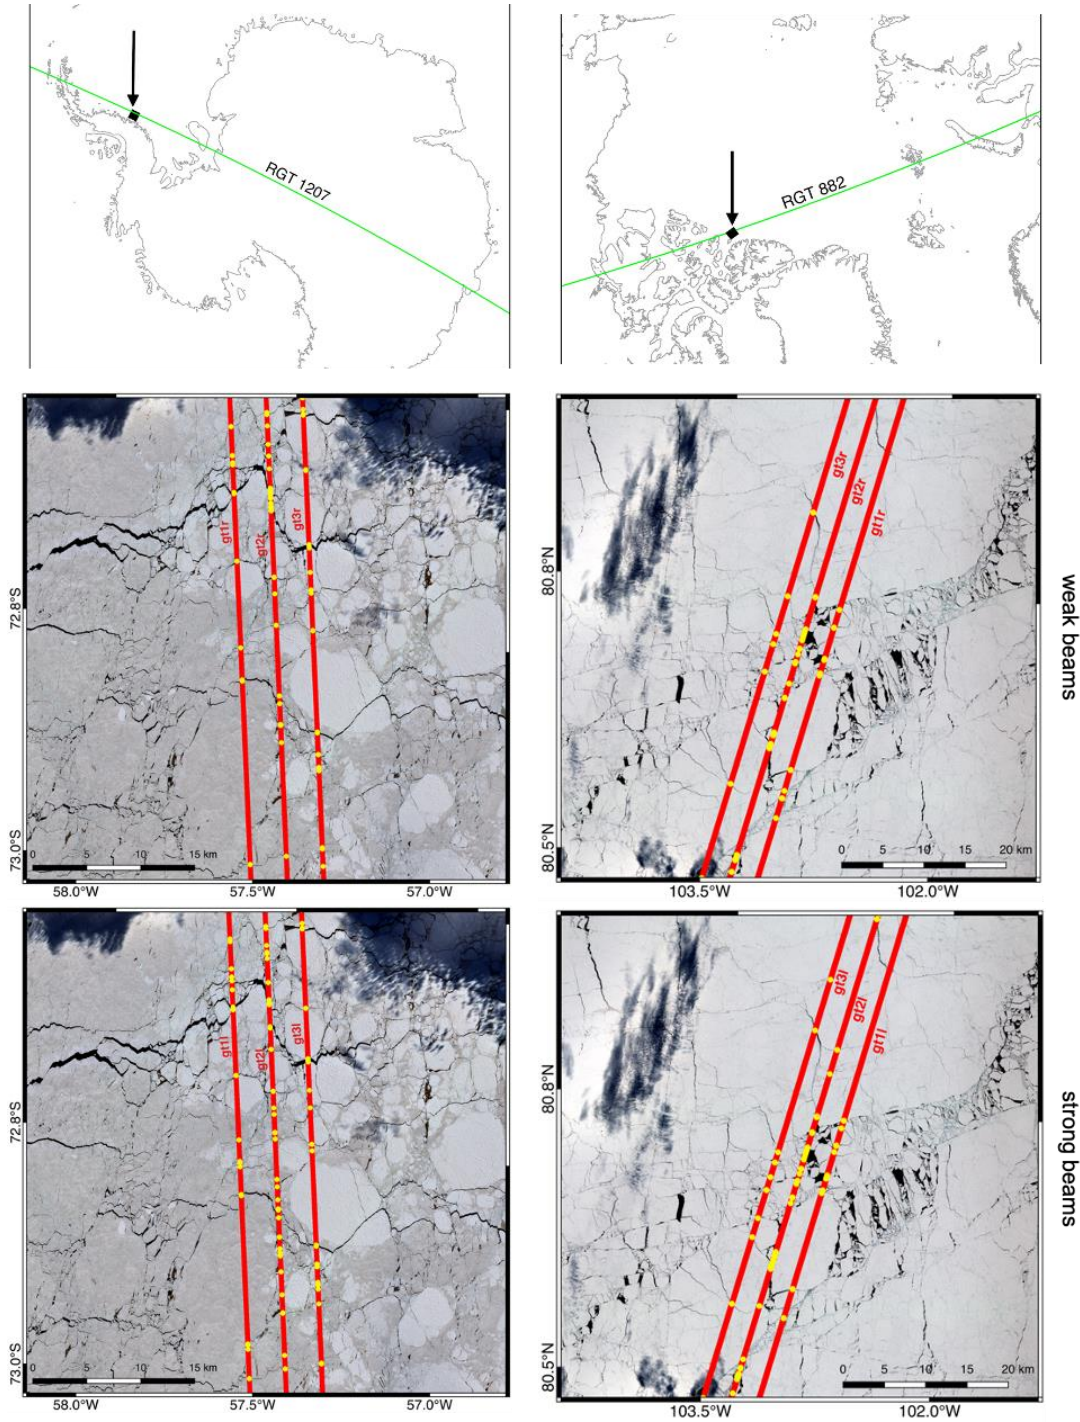 RGT 1207
RGT 882
gt1r
gt2r
gt3r
72.8°S
73.0°S
0 5 10 15 km
58.0°W 57.5°W 57.0°W
gt3r
gt2r
gt1r
80.8°N
80.5°N
0 5 10 15 20 km
103.5°W 102.0°W
weak beams
gt1l
gt2l
gt3l
72.8°S
73.0°S
0 5 10 15 km
58.0°W 57.5°W 57.0°W
gt3l
gt2l
gt1l
80.8°N
80.5°N
0 5 10 15 20 km
103.5°W 102.0°W
strong beams